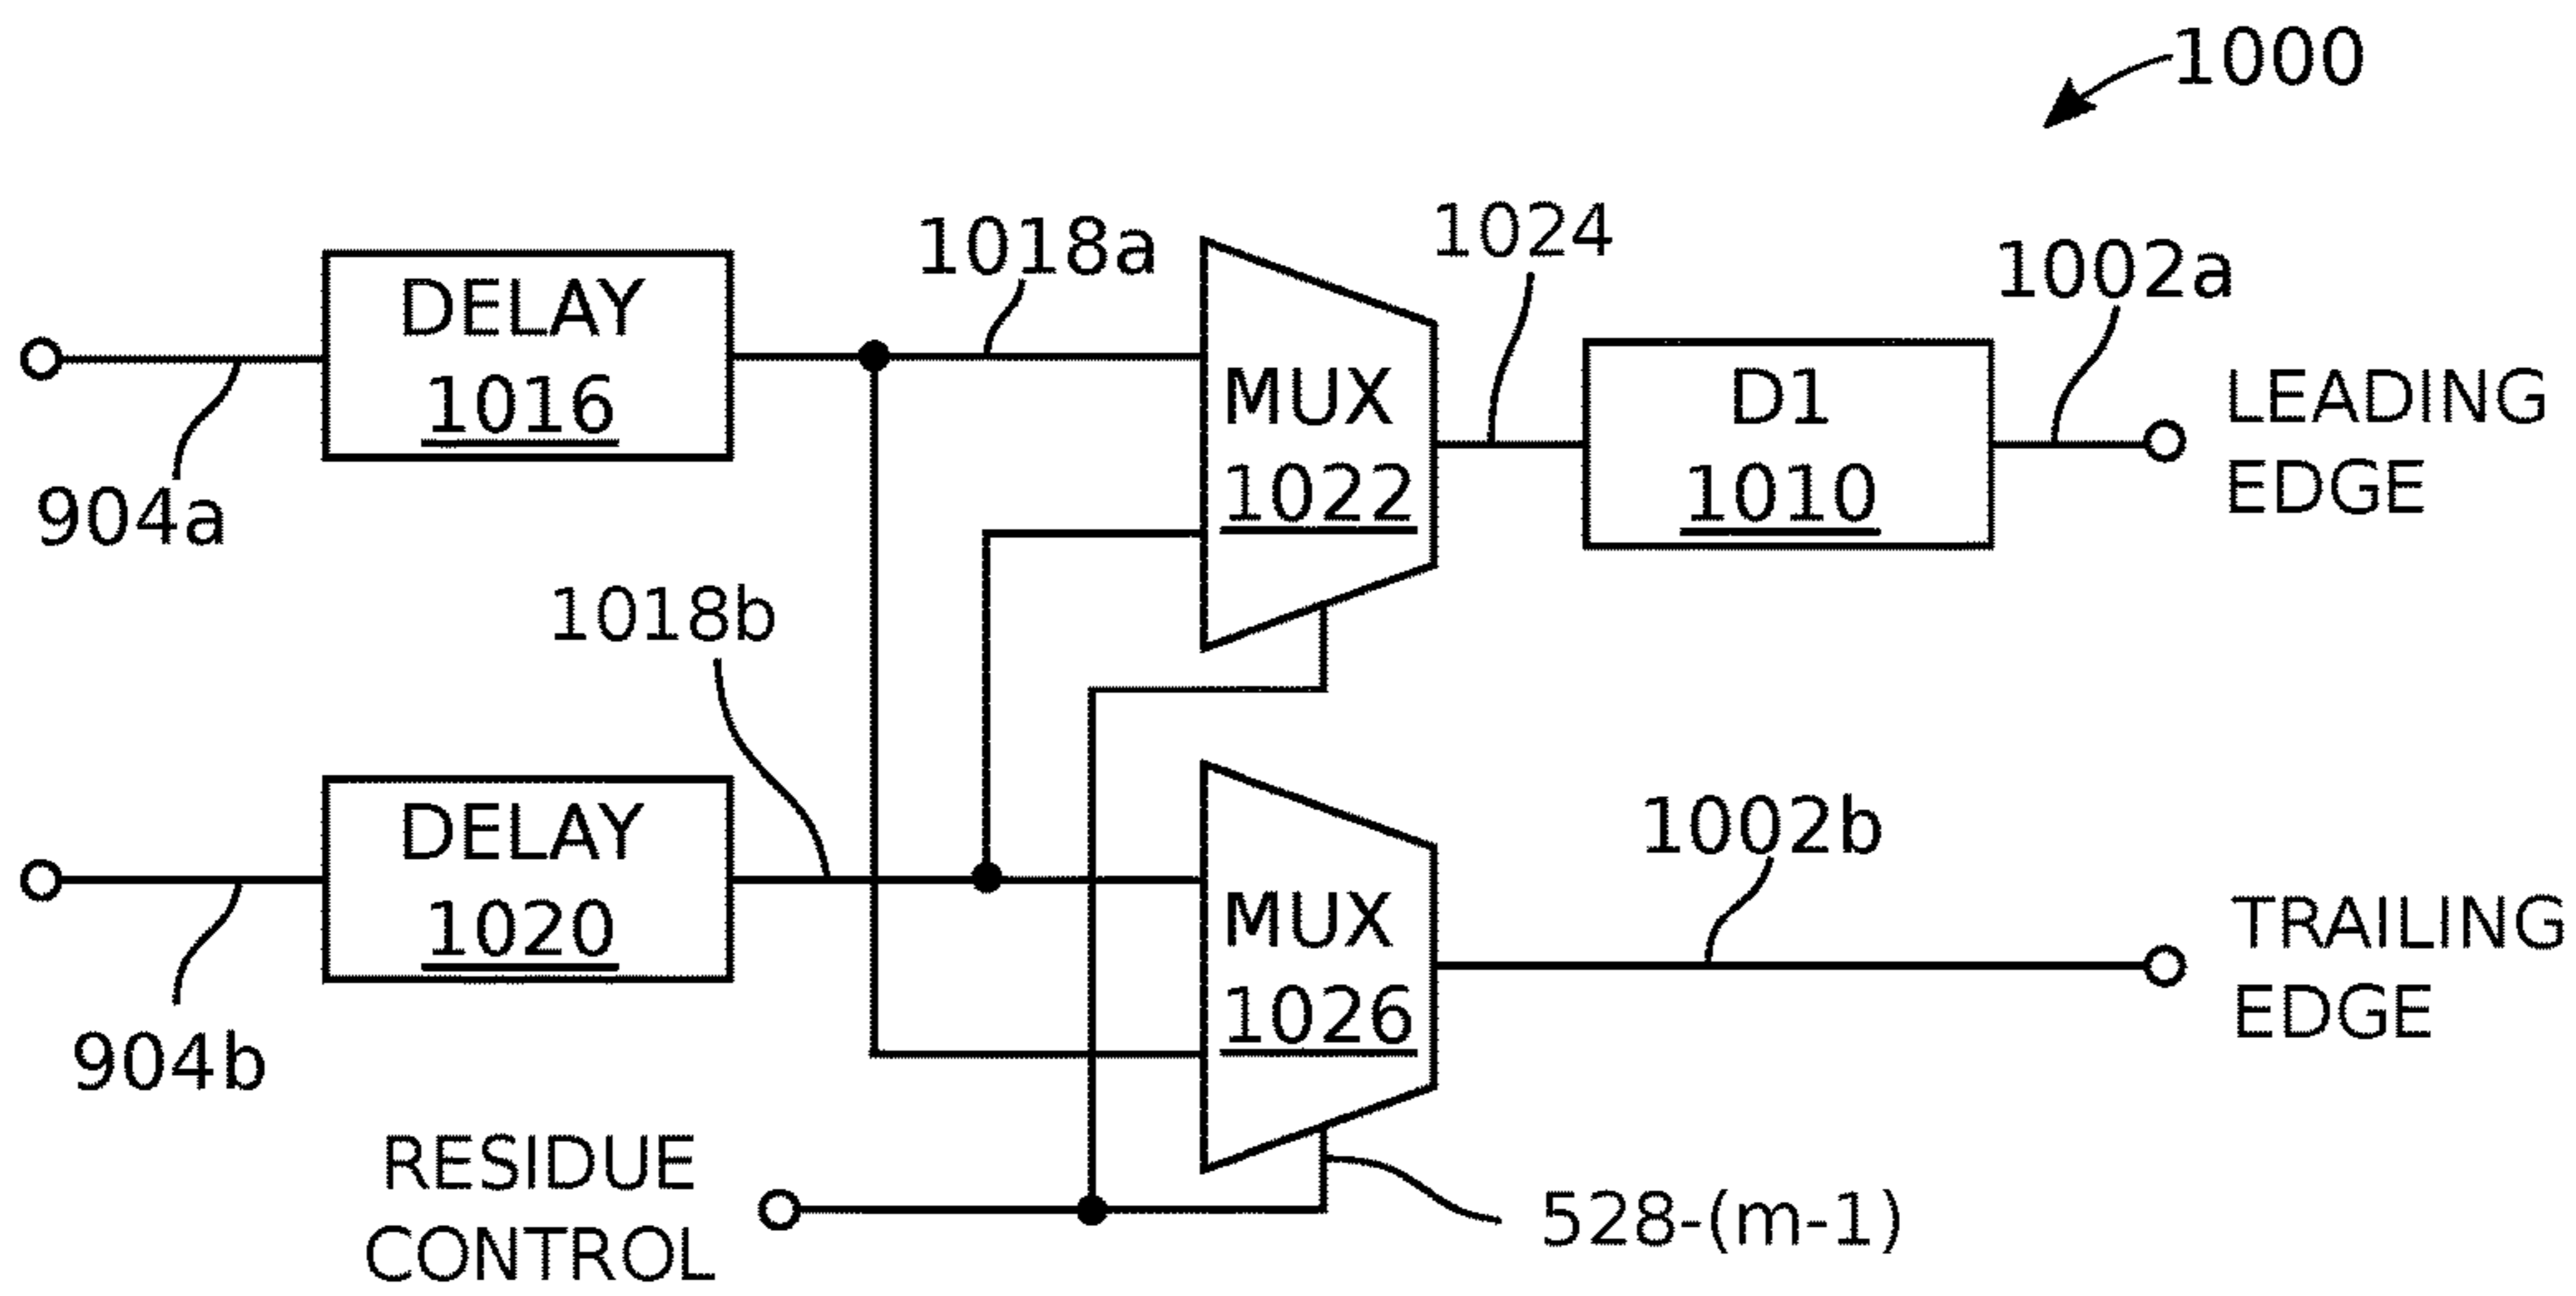 1000
1018a
1024
1002a
DELAY
1016
MUX
1022
D1
1010
LEADING
EDGE
904a
1018b
DELAY
1020
MUX
1026
1002b
TRAILING
EDGE
904b
RESIDUE
CONTROL
528-(m-1)